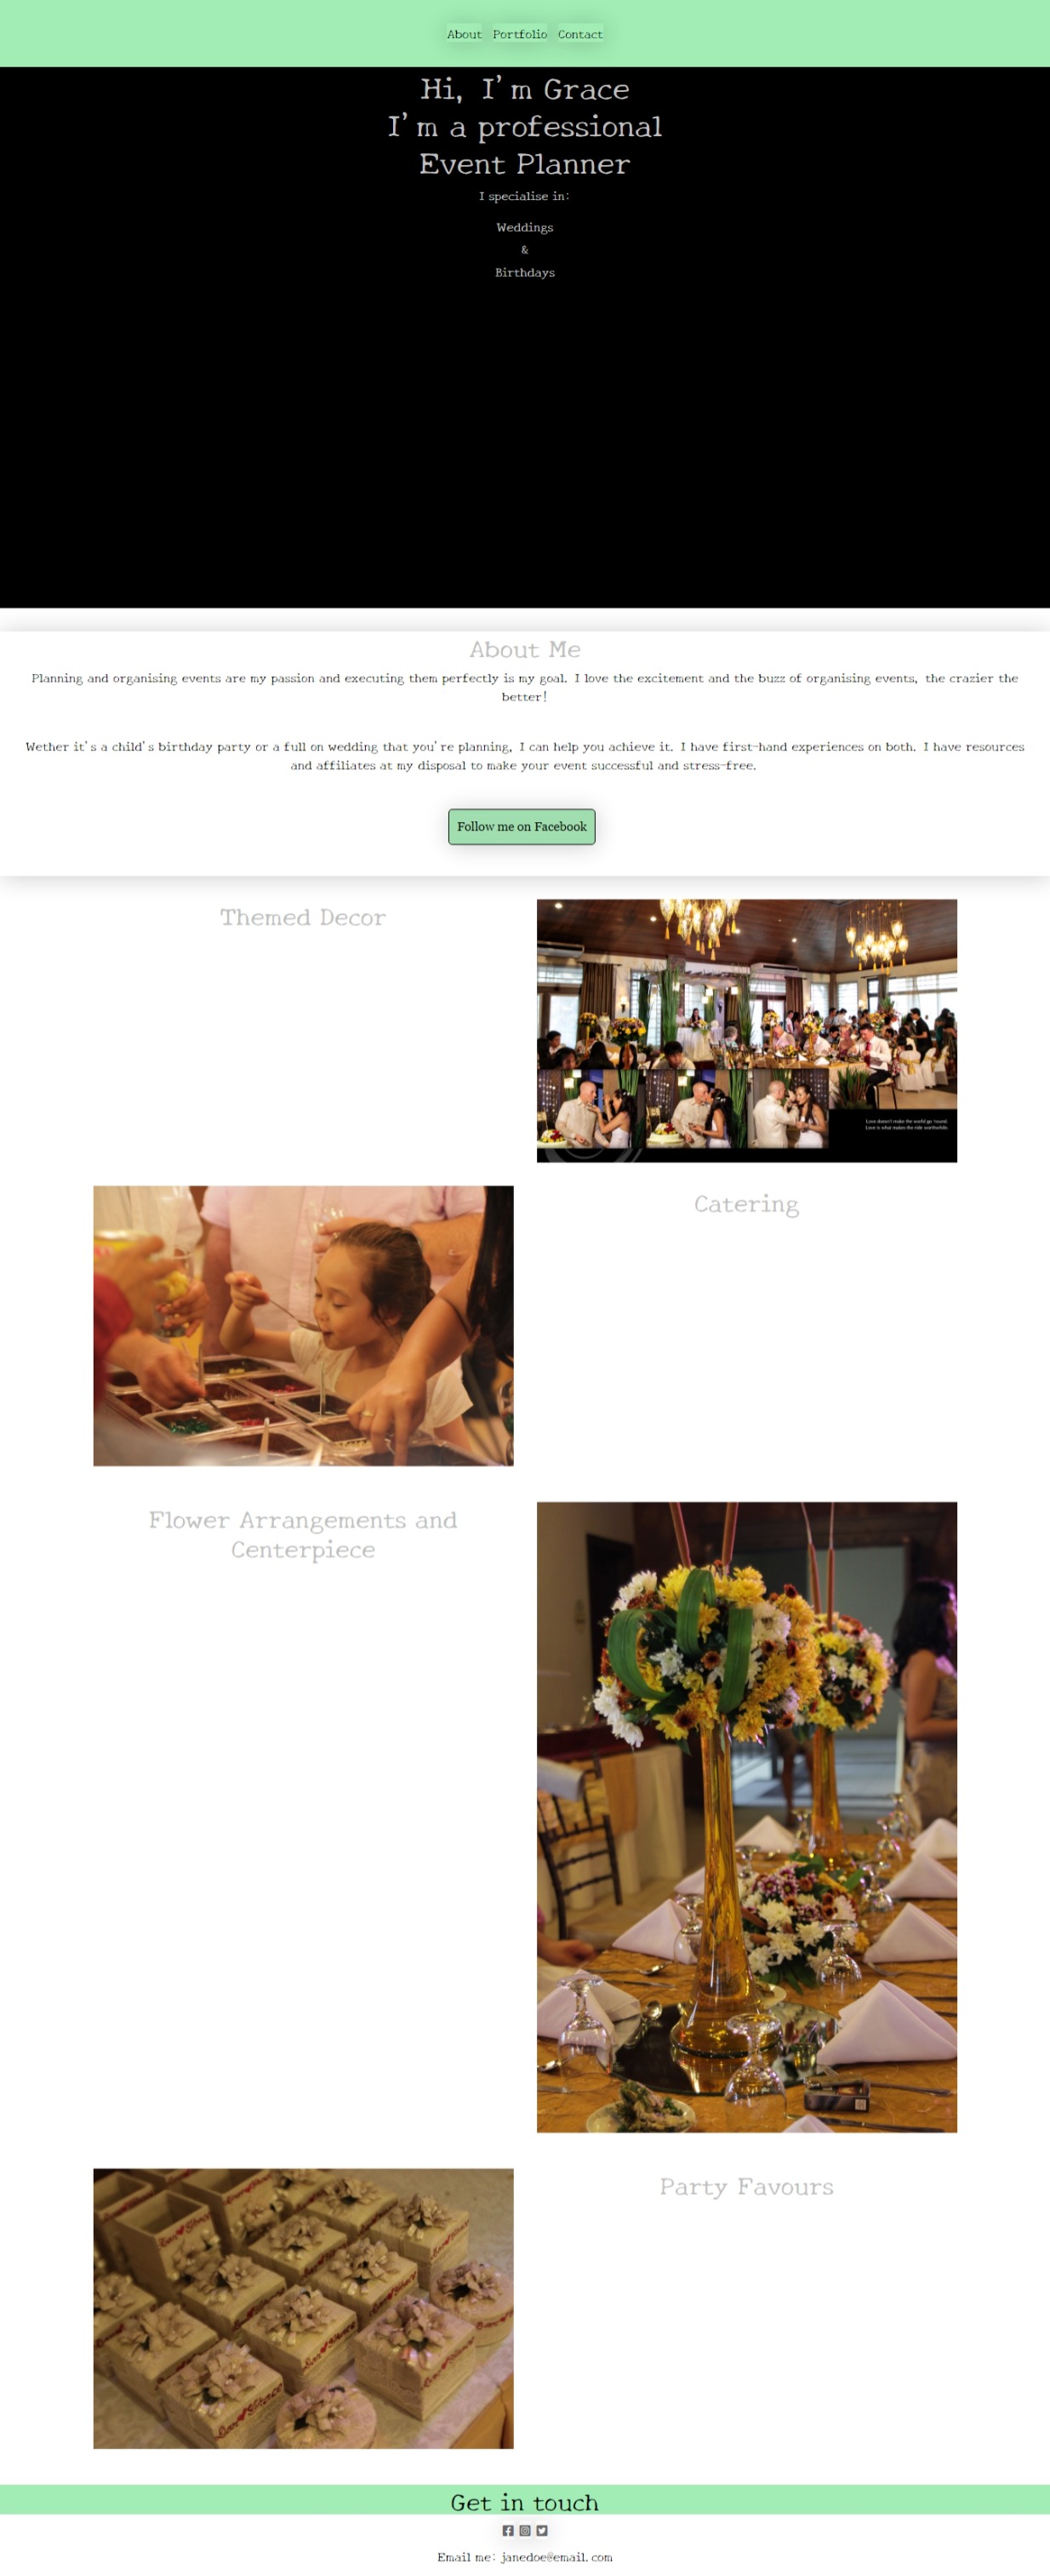 About Portfolio Contact
Hi, I'm Grace
I'm a professional
Event Planner
I specialise in:
Weddings
&
Birthdays
About Me
Planning and organising events are my passion and executing them perfectly is my goal. I love the excitement and the buzz of organising events, the crazier the
better!
Wether it's a child's birthday party or a full on wedding that you're planning, I can help you achieve it. I have first-hand experiences on both. I have resources
and affiliates at my disposal to make your event successful and stress-free.
Follow me on Facebook
Themed Decor
Love doesn't make the world go 'round.
Love is what makes the ride worthwhile.
Catering
Flower Arrangements and
Centerpiece
Party Favours
Get in touch
Email me: janedoe@email.com